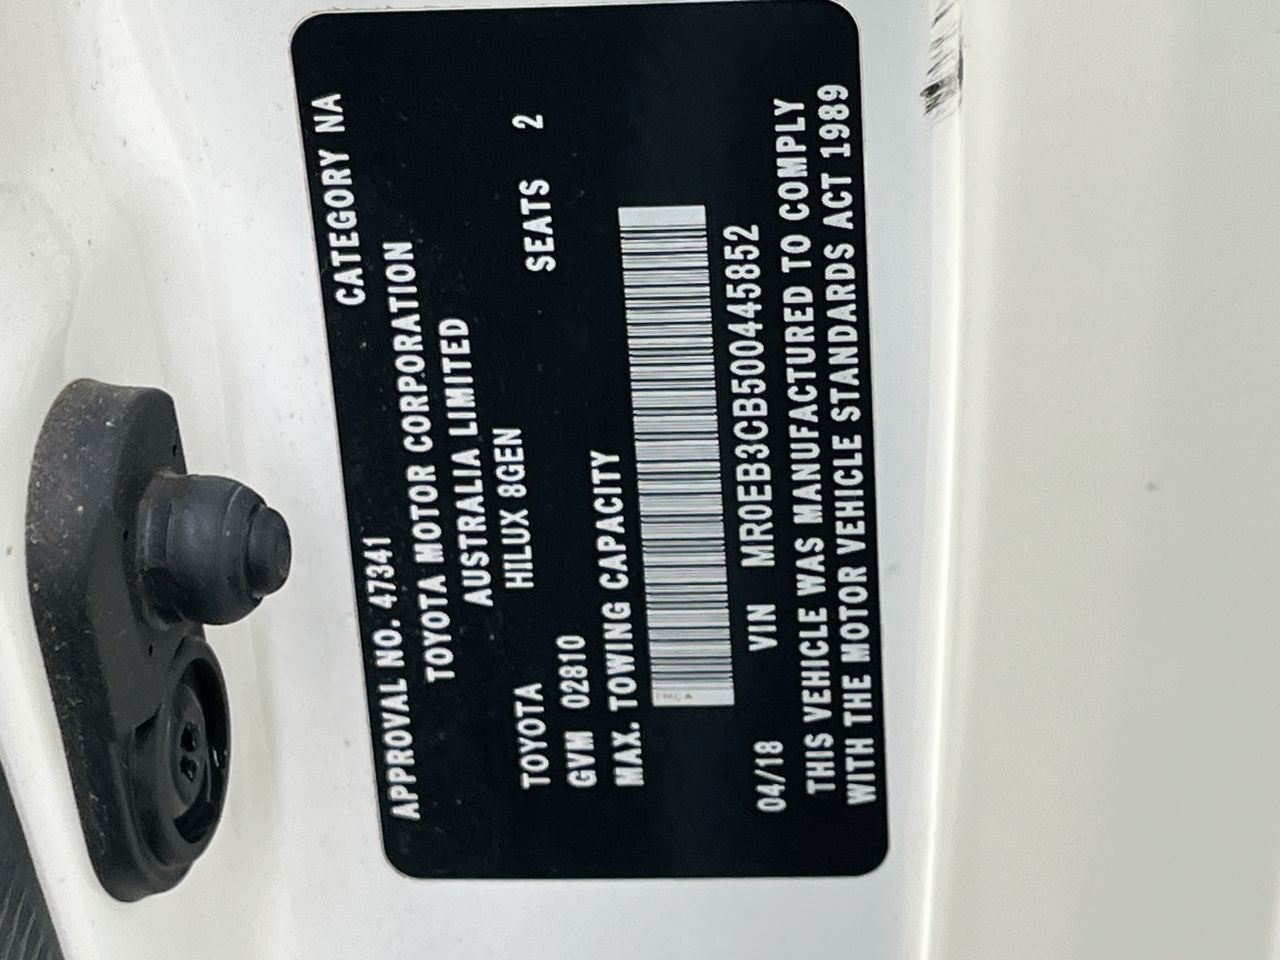 APPROVAL NO. 47341 CATEGORY NA
TOYOTA MOTOR CORPORATION
AUSTRALIA LIMITED
TOYOTA HILUX 8GEN SEATS 2
GVM 02810
MAX. TOWING CAPACITY
TMCA
04/18 VIN MR0EB3CB500445852
THIS VEHICLE WAS MANUFACTURED TO COMPLY
WITH THE MOTOR VEHICLE STANDARDS ACT 1989